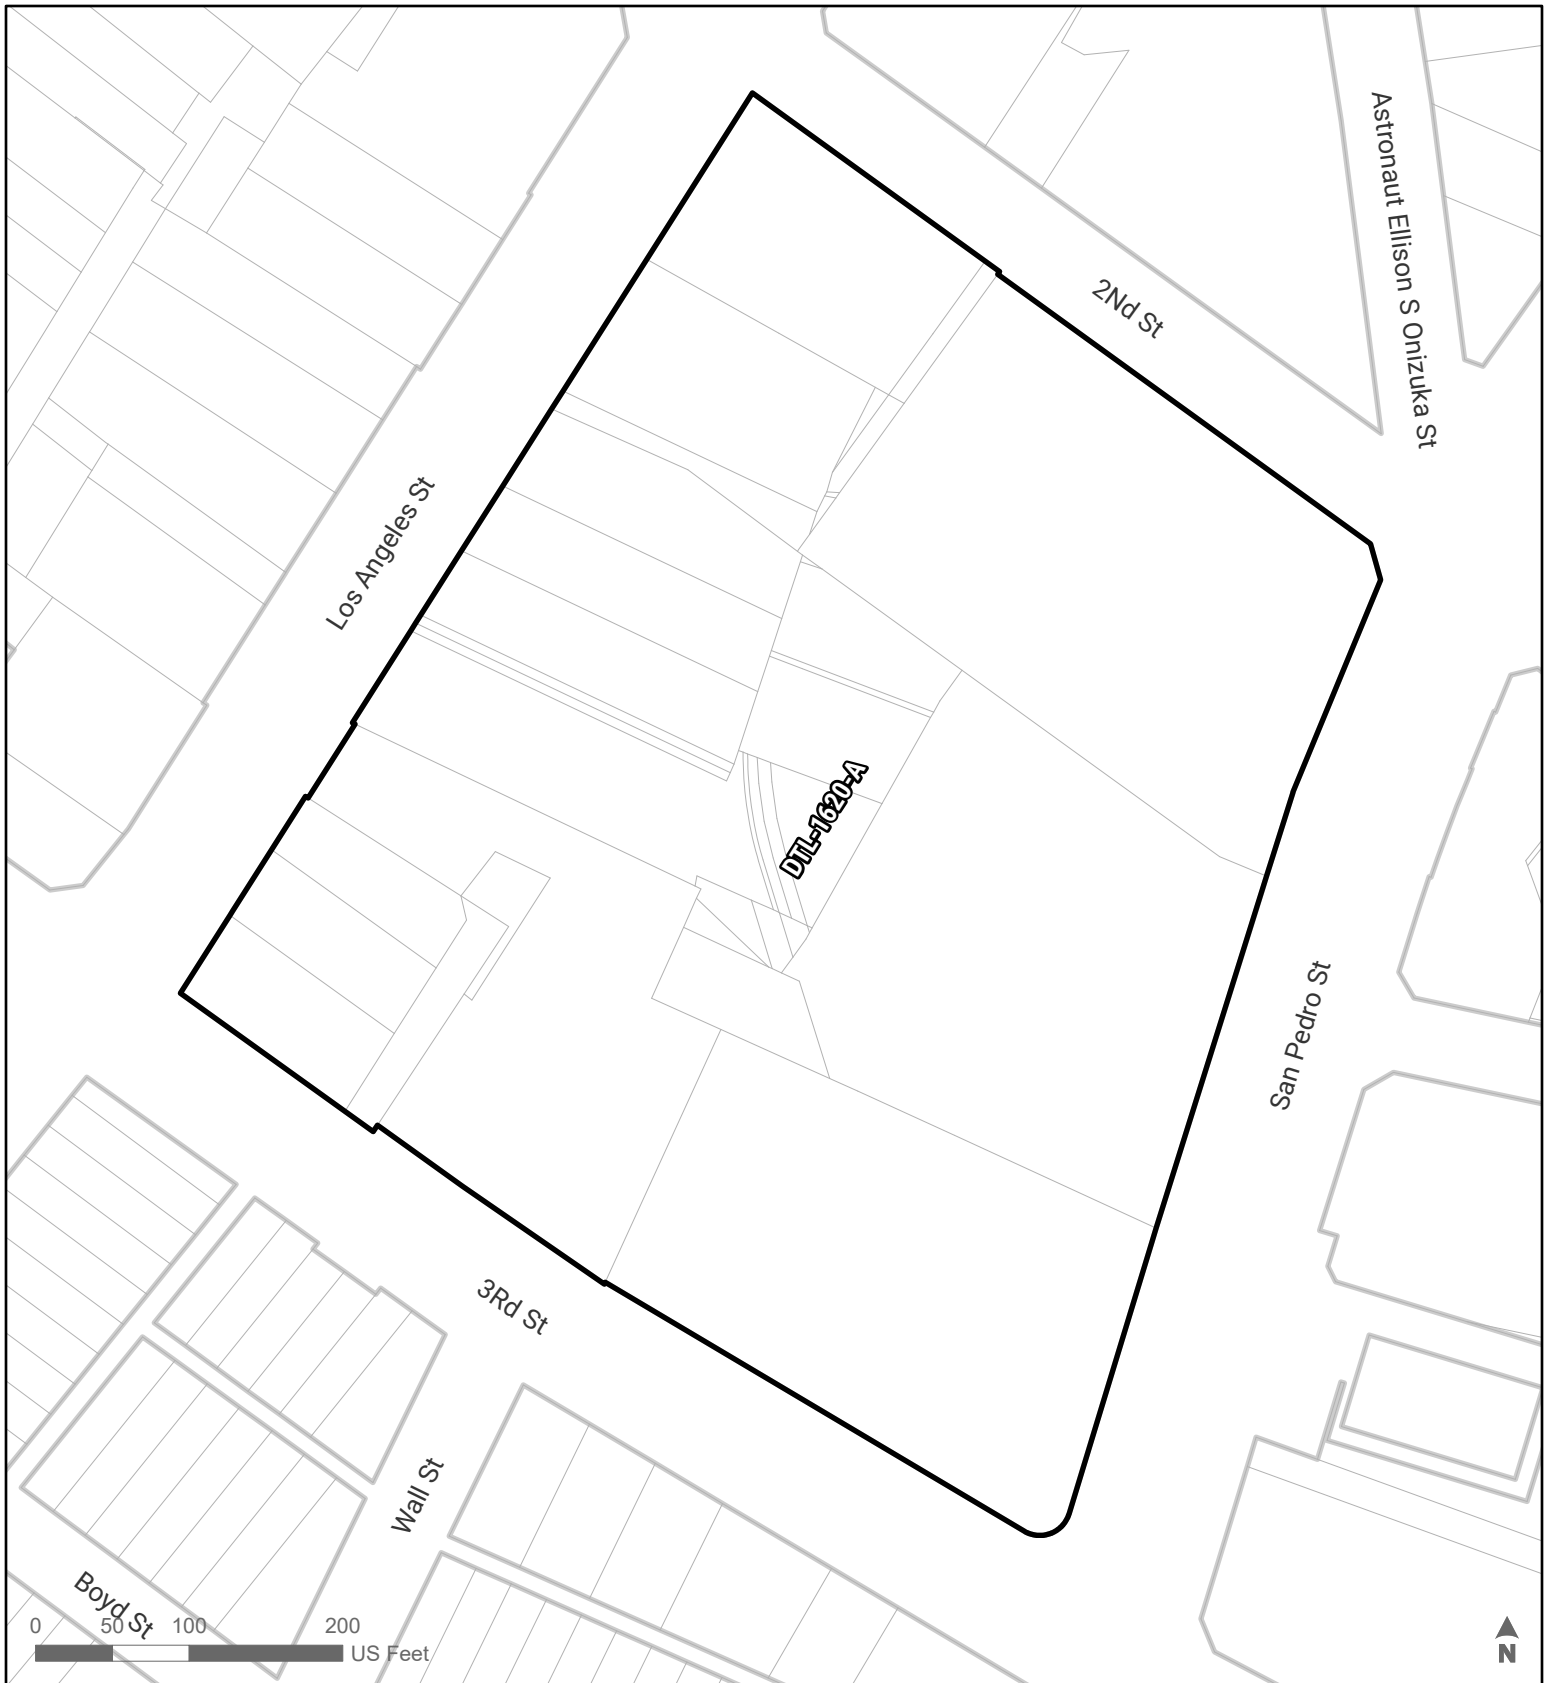 Astronaut Ellison S Onizuka St
2Nd St
Los Angeles St
DTL-1620-A
San Pedro St
3Rd St
Wall St
Boyd St
0 50 100 200
US Feet
N